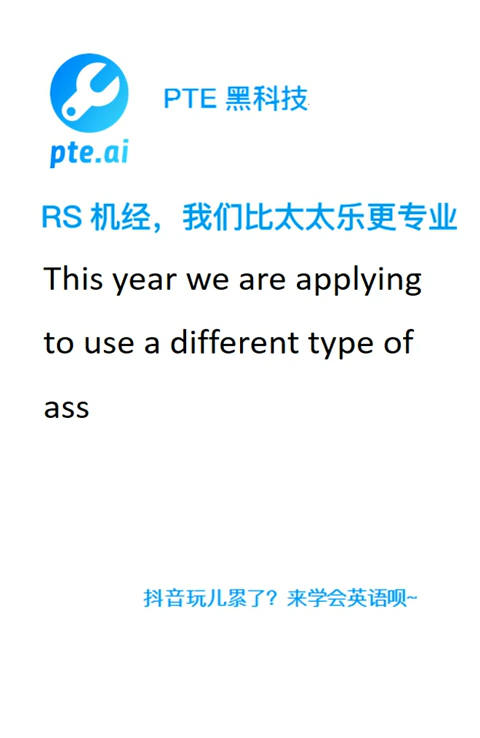 PTE 黑科技
pte.ai
RS 机经，我们比太太乐更专业
This year we are applying
to use a different type of
ass
抖音玩儿累了？来学会英语呗~